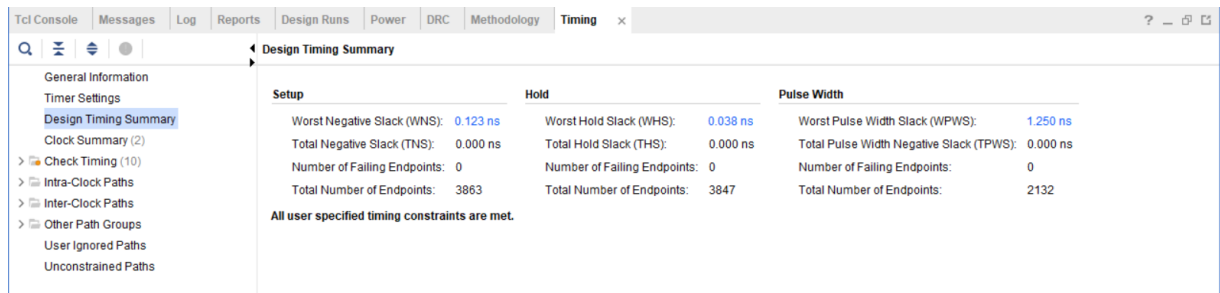 Tcl Console Messages Log Reports Design Runs Power DRC Methodology Timing × ? _
Design Timing Summary
General Information
Timer Settings
Design Timing Summary
Clock Summary (2)
> Check Timing (10)
> Intra-Clock Paths
> Inter-Clock Paths
> Other Path Groups
User Ignored Paths
Unconstrained Paths
Setup Hold Pulse Width
Worst Negative Slack (WNS): 0.123 ns Worst Hold Slack (WHS): 0.038 ns Worst Pulse Width Slack (WPWS): 1.250 ns
Total Negative Slack (TNS): 0.000 ns Total Hold Slack (THS): 0.000 ns Total Pulse Width Negative Slack (TPWS): 0.000 ns
Number of Failing Endpoints: 0 Number of Failing Endpoints: 0 Number of Failing Endpoints: 0
Total Number of Endpoints: 3863 Total Number of Endpoints: 3847 Total Number of Endpoints: 2132
All user specified timing constraints are met.